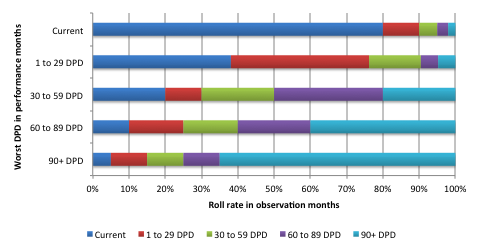 Worst DPD in performance months
Current
1 to 29 DPD
30 to 59 DPD
60 to 89 DPD
90+ DPD
0% 10% 20% 30% 40% 50% 60% 70% 80% 90% 100%
Roll rate in observation months
Current 1 to 29 DPD 30 to 59 DPD 60 to 89 DPD 90+ DPD